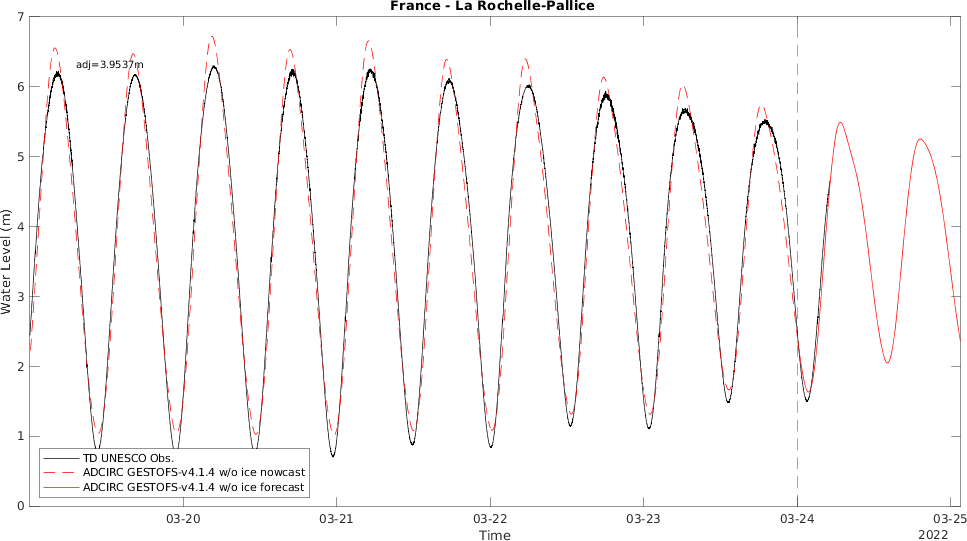 France - La Rochelle-Pallice
7
6
5
4
3
2
1
0
Water Level (m)
adj=3.9537m
TD UNESCO Obs.
ADCIRC GESTOFS-v4.1.4 w/o ice nowcast
ADCIRC GESTOFS-v4.1.4 w/o ice forecast
03-20
03-21
03-22
03-23
03-24
03-25
Time
2022